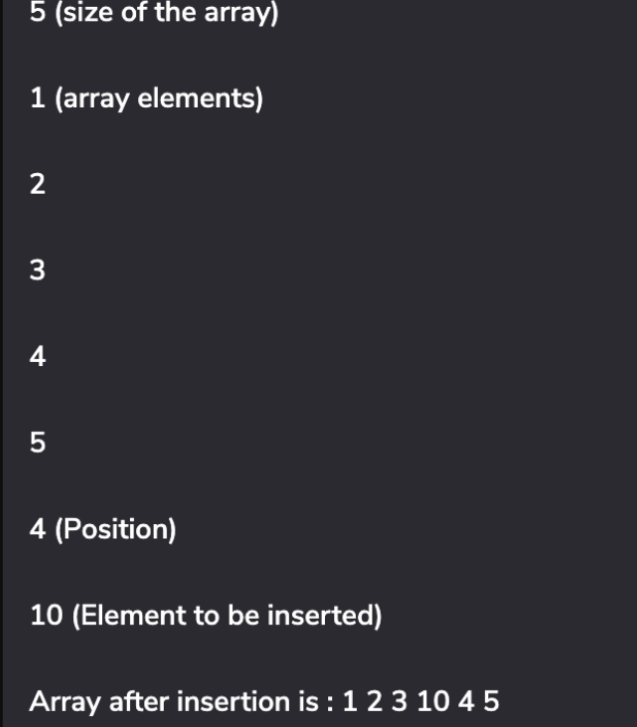 5 (size of the array)
1 (array elements)
2
3
4
5
4 (Position)
10 (Element to be inserted)
Array after insertion is : 1 2 3 10 4 5